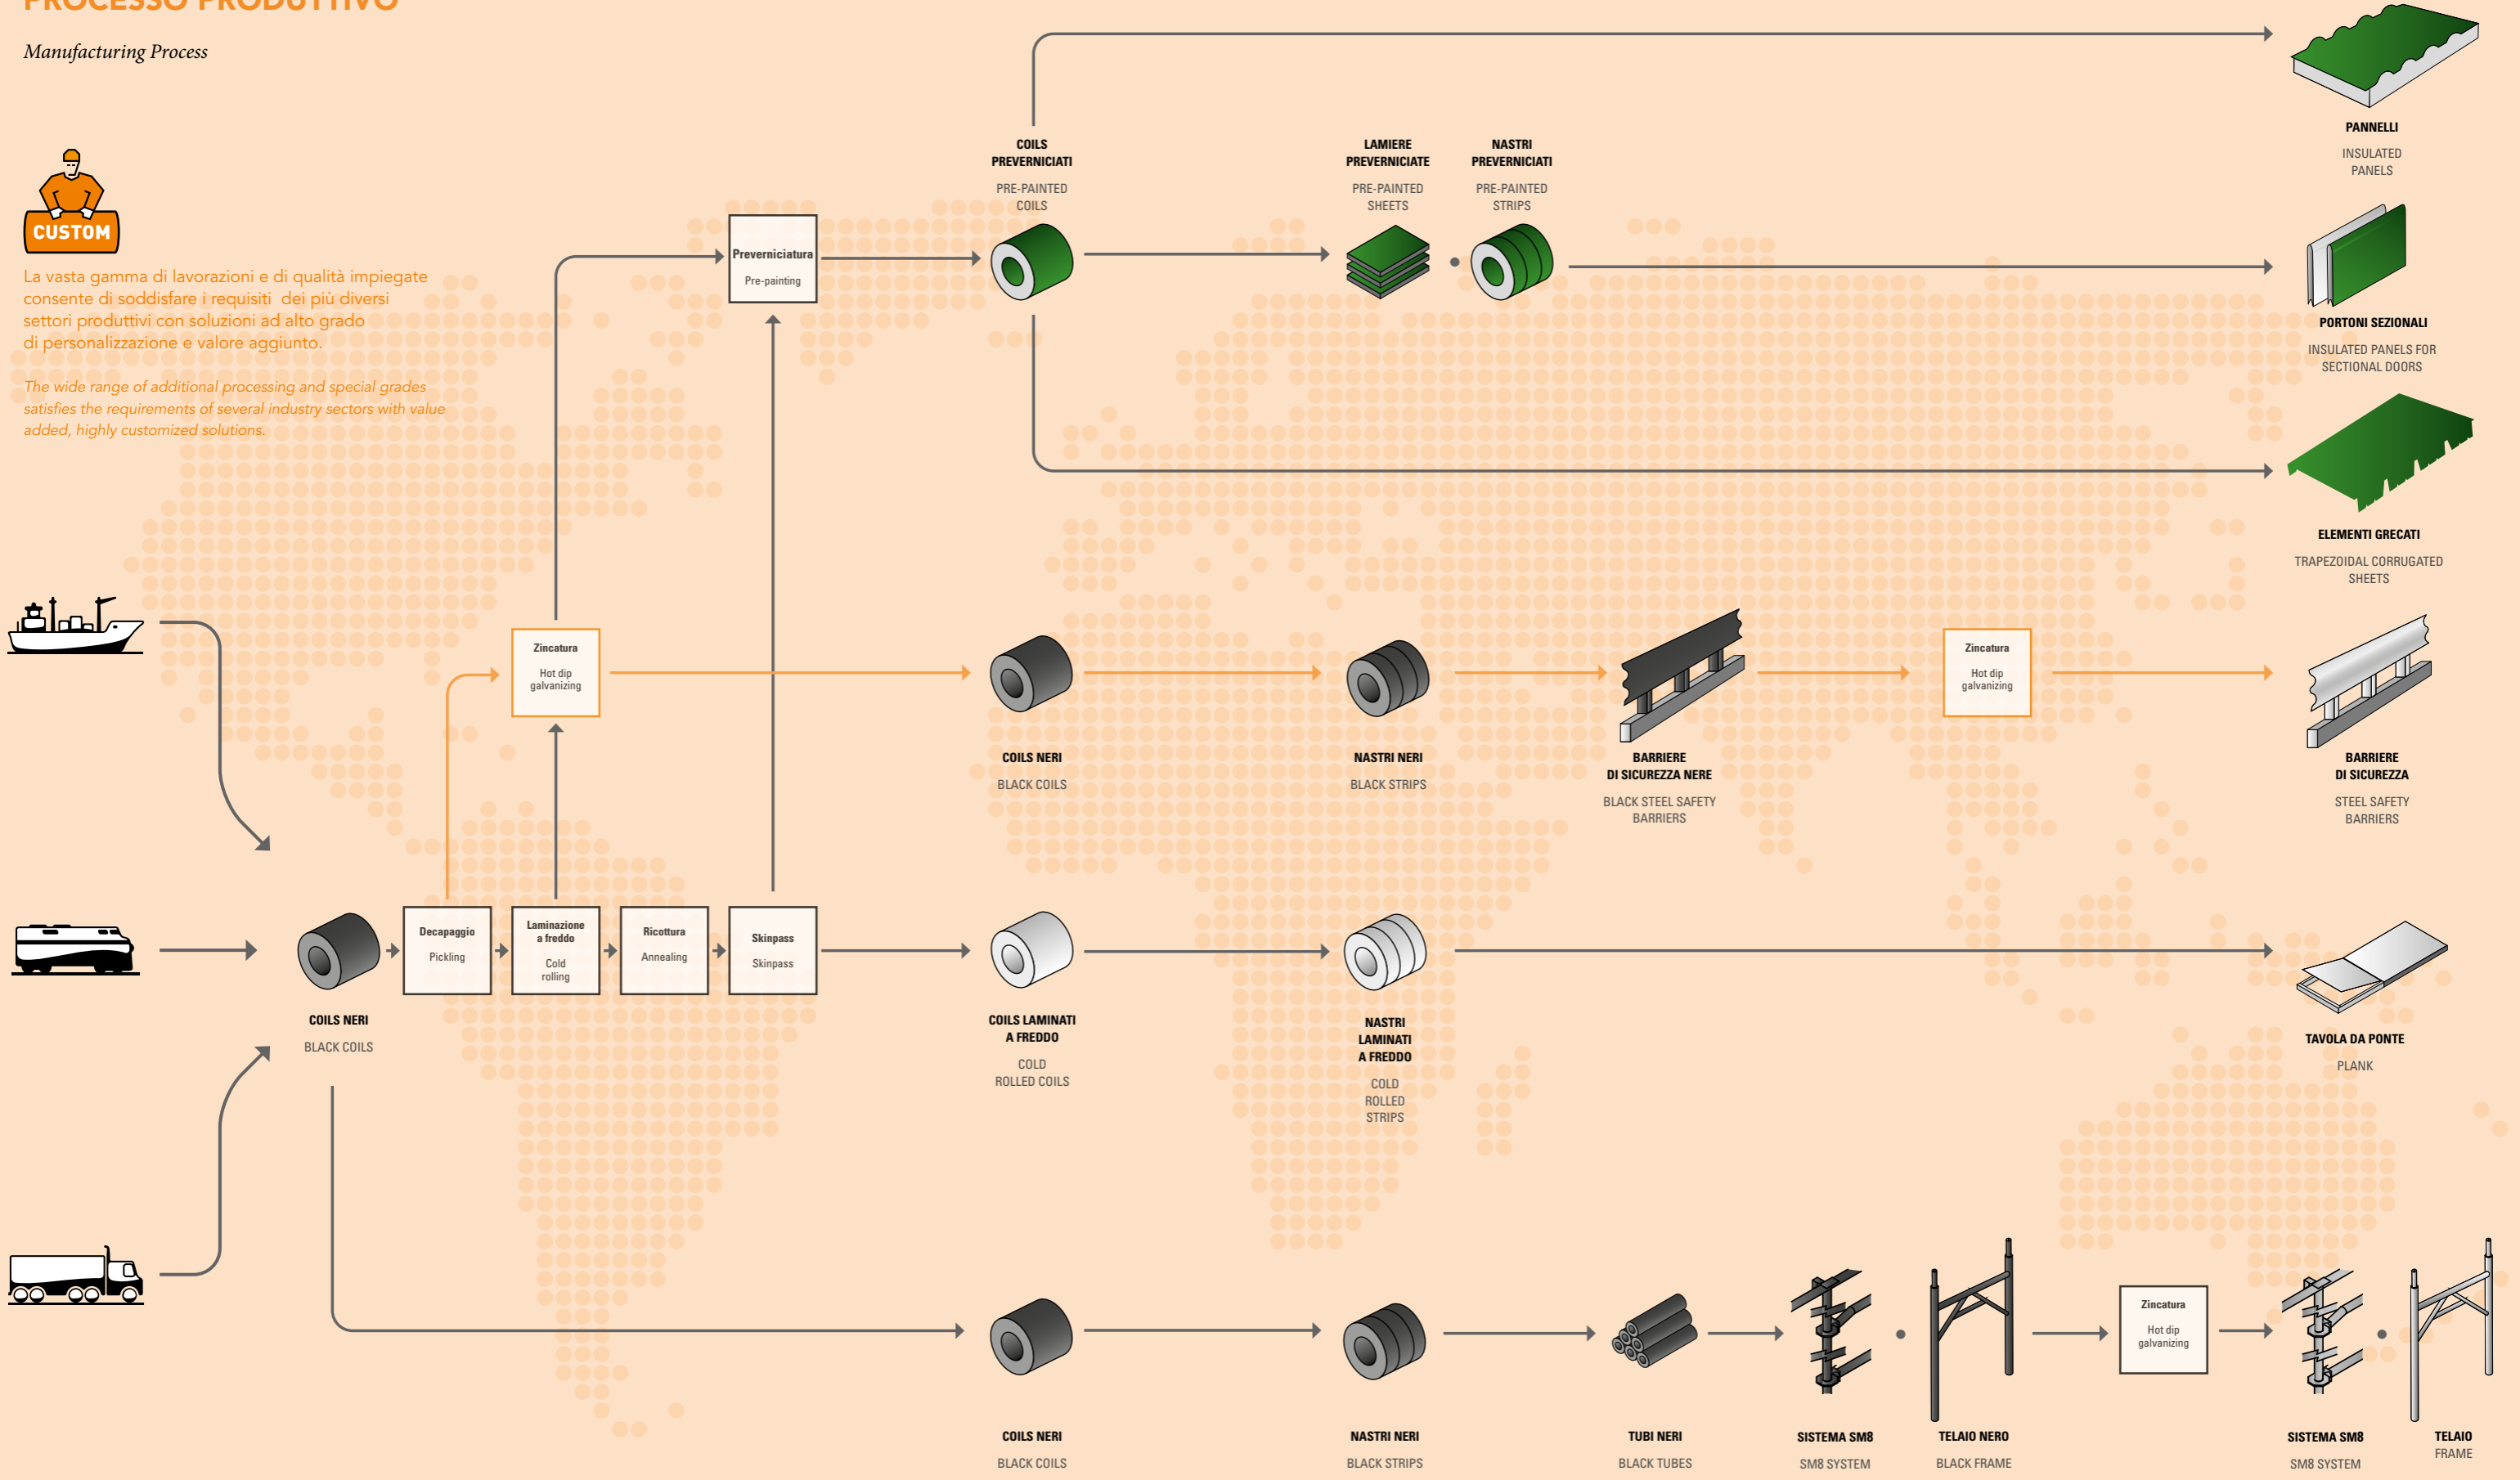 PROCESSO PRODUTTIVO
Manufacturing Process
CUSTOM
La vasta gamma di lavorazioni e di qualità impiegate
consente di soddisfare i requisiti dei più diversi
settori produttivi con soluzioni ad alto grado
di personalizzazione e valore aggiunto.
The wide range of additional processing and special grades
satisfies the requirements of several industry sectors with value
added, highly customized solutions.
PANNELLI
INSULATED
PANELS
COILS
PREVERNICIATI
PRE-PAINTED
COILS
LAMIERE
PREVERNICIATE
PRE-PAINTED
SHEETS
NASTRI
PREVERNICIATI
PRE-PAINTED
STRIPS
Preverniciatura
Pre-painting
PORTONI SEZIONALI
INSULATED PANELS FOR
SECTIONAL DOORS
ELEMENTI GRECATI
TRAPEZOIDAL CORRUGATED
SHEETS
Zincatura
Hot dip
galvanizing
COILS NERI
BLACK COILS
NASTRI NERI
BLACK STRIPS
BARRIERE
DI SICUREZZA NERE
BLACK STEEL SAFETY
BARRIERS
Zincatura
Hot dip
galvanizing
BARRIERE
DI SICUREZZA
STEEL SAFETY
BARRIERS
COILS NERI
BLACK COILS
Decapaggio
Pickling
Laminazione
a freddo
Cold
rolling
Ricottura
Annealing
Skinpass
Skinpass
COILS LAMINATI
A FREDDO
COLD
ROLLED COILS
NASTRI
LAMINATI
A FREDDO
COLD
ROLLED
STRIPS
TAVOLA DA PONTE
PLANK
COILS NERI
BLACK COILS
NASTRI NERI
BLACK STRIPS
TUBI NERI
BLACK TUBES
SISTEMA SM8
SM8 SYSTEM
TELAIO NERO
BLACK FRAME
Zincatura
Hot dip
galvanizing
SISTEMA SM8
SM8 SYSTEM
TELAIO
FRAME